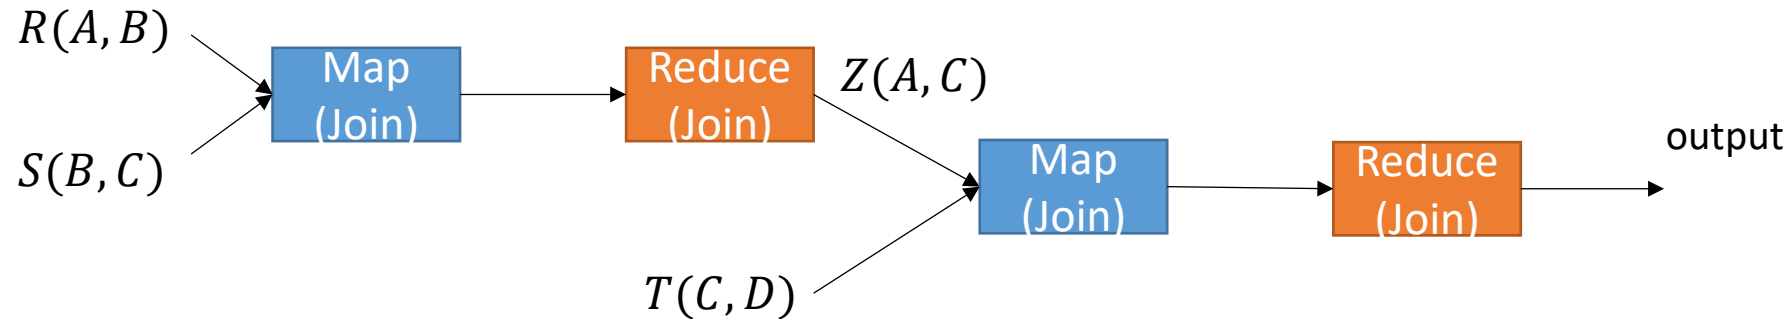 R(A, B)
Map
(Join)
Reduce
(Join)
Z(A, C)
S(B, C)
Map
(Join)
Reduce
(Join)
output
T(C, D)